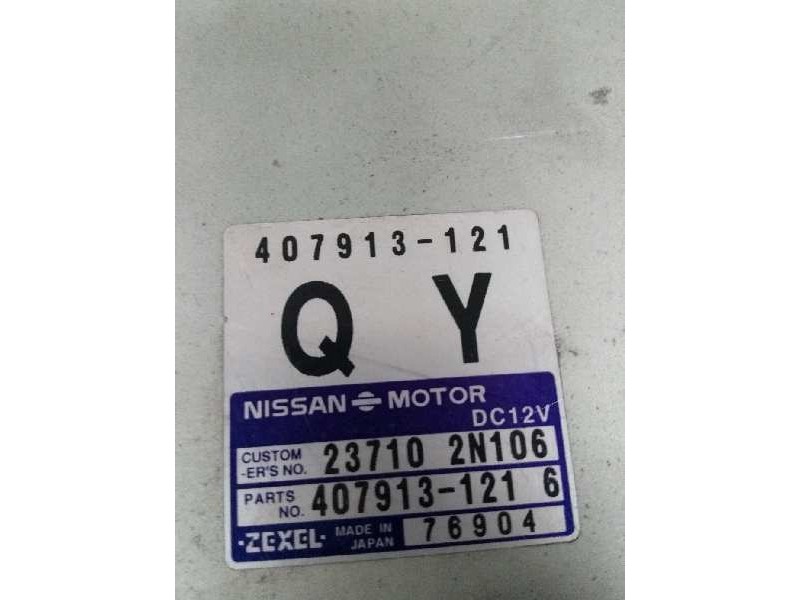 407913-121
Q Y
NISSAN MOTOR
DC12V
CUSTOM -ER'S NO. 23710 2N106
PARTS NO. 407913-121 6
·ZEXEL· MADE IN JAPAN 76904